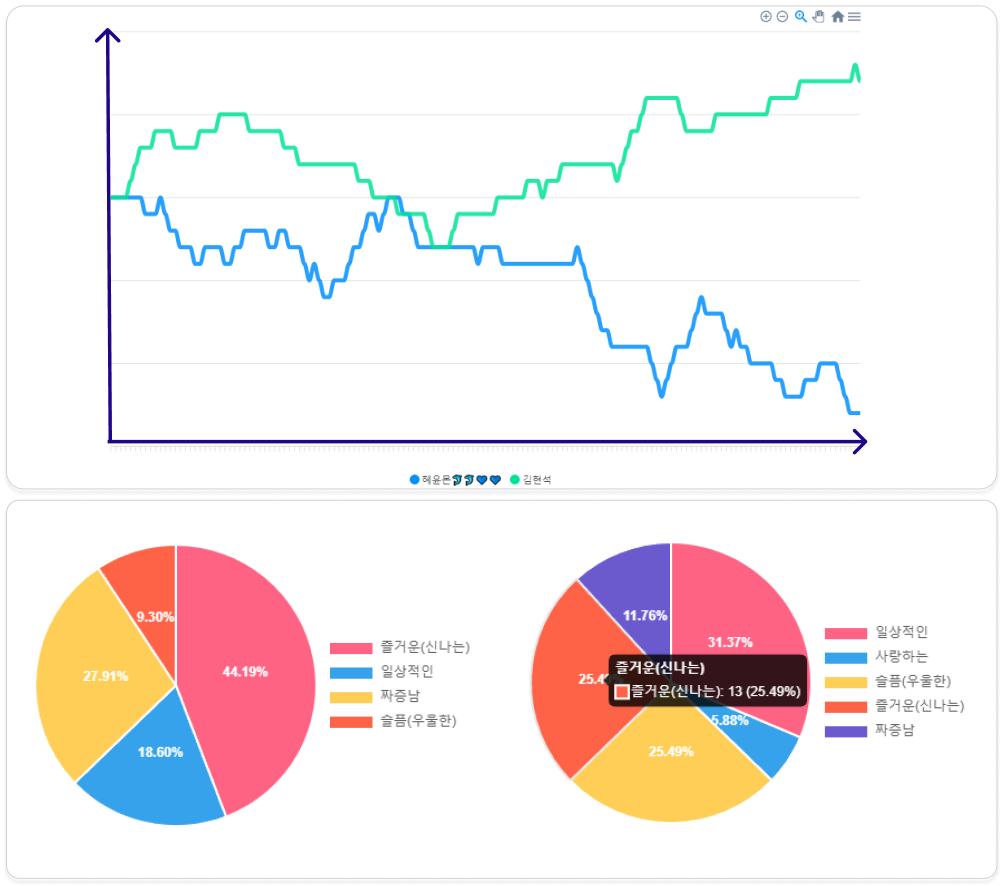 혜윤몬🐬🐬💙💙 김현석
9.30%
44.19%
27.91%
18.60%
즐거운(신나는)
일상적인
짜증남
슬픔(우울한)
11.76%
31.37%
즐거운(신나는)
즐거운(신나는): 13 (25.49%)
5.88%
25.49%
일상적인
사랑하는
슬픔(우울한)
즐거운(신나는)
짜증남